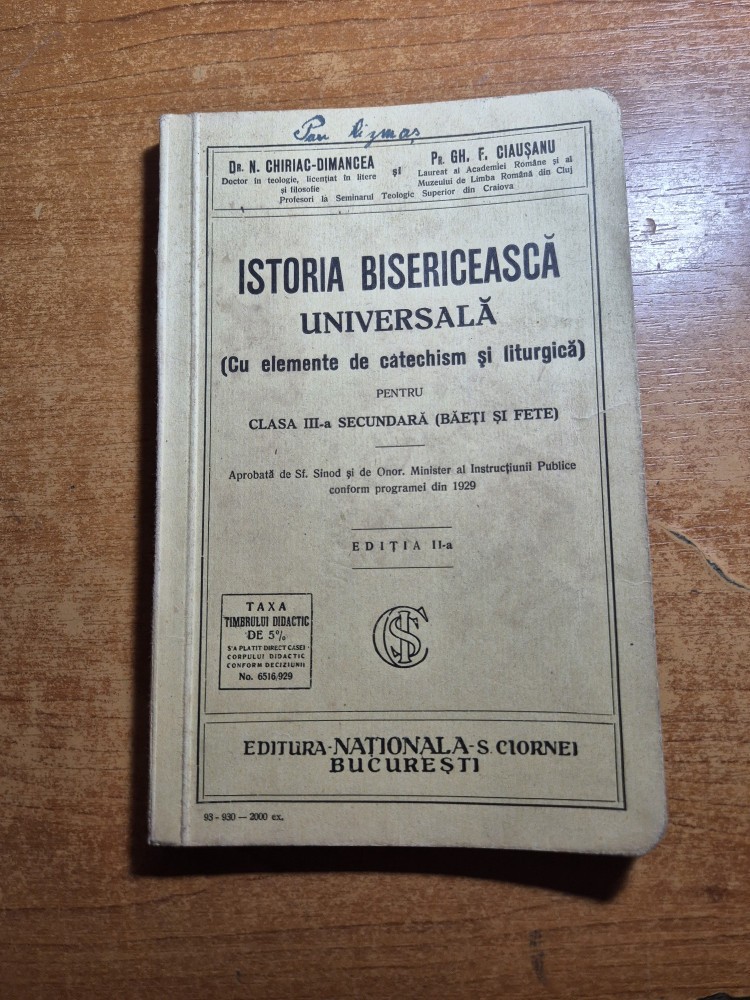 DR. N. CHIRIAC-DIMANCEA
Doctor în teologie, licențiat în litere
și filosofie
și
PR. GH. F. CIAUȘANU
Laureat al Academiei Române și al
Muzeului de Limba Română din Cluj
Profesori la Seminarul Teologic Superior din Craiova
ISTORIA BISERICEASCĂ
UNIVERSALĂ
(Cu elemente de catechism și liturgică)
PENTRU
CLASA III-a SECUNDARĂ (BĂEȚI ȘI FETE)
Aprobată de Sf. Sinod și de Onor. Minister al Instrucțiunii Publice
conform programei din 1929
EDIȚIA II-a
TAXA
TIMBRULUI DIDACTIC
DE 5%
S'A PLATIT DIRECT CASEI
CORPULUI DIDACTIC
CONFORM DECIZIUNII
No. 6516/929
EDITURA-NAȚIONALA-S. CIORNEI
BUCUREȘTI
93 - 930 — 2000 ex.